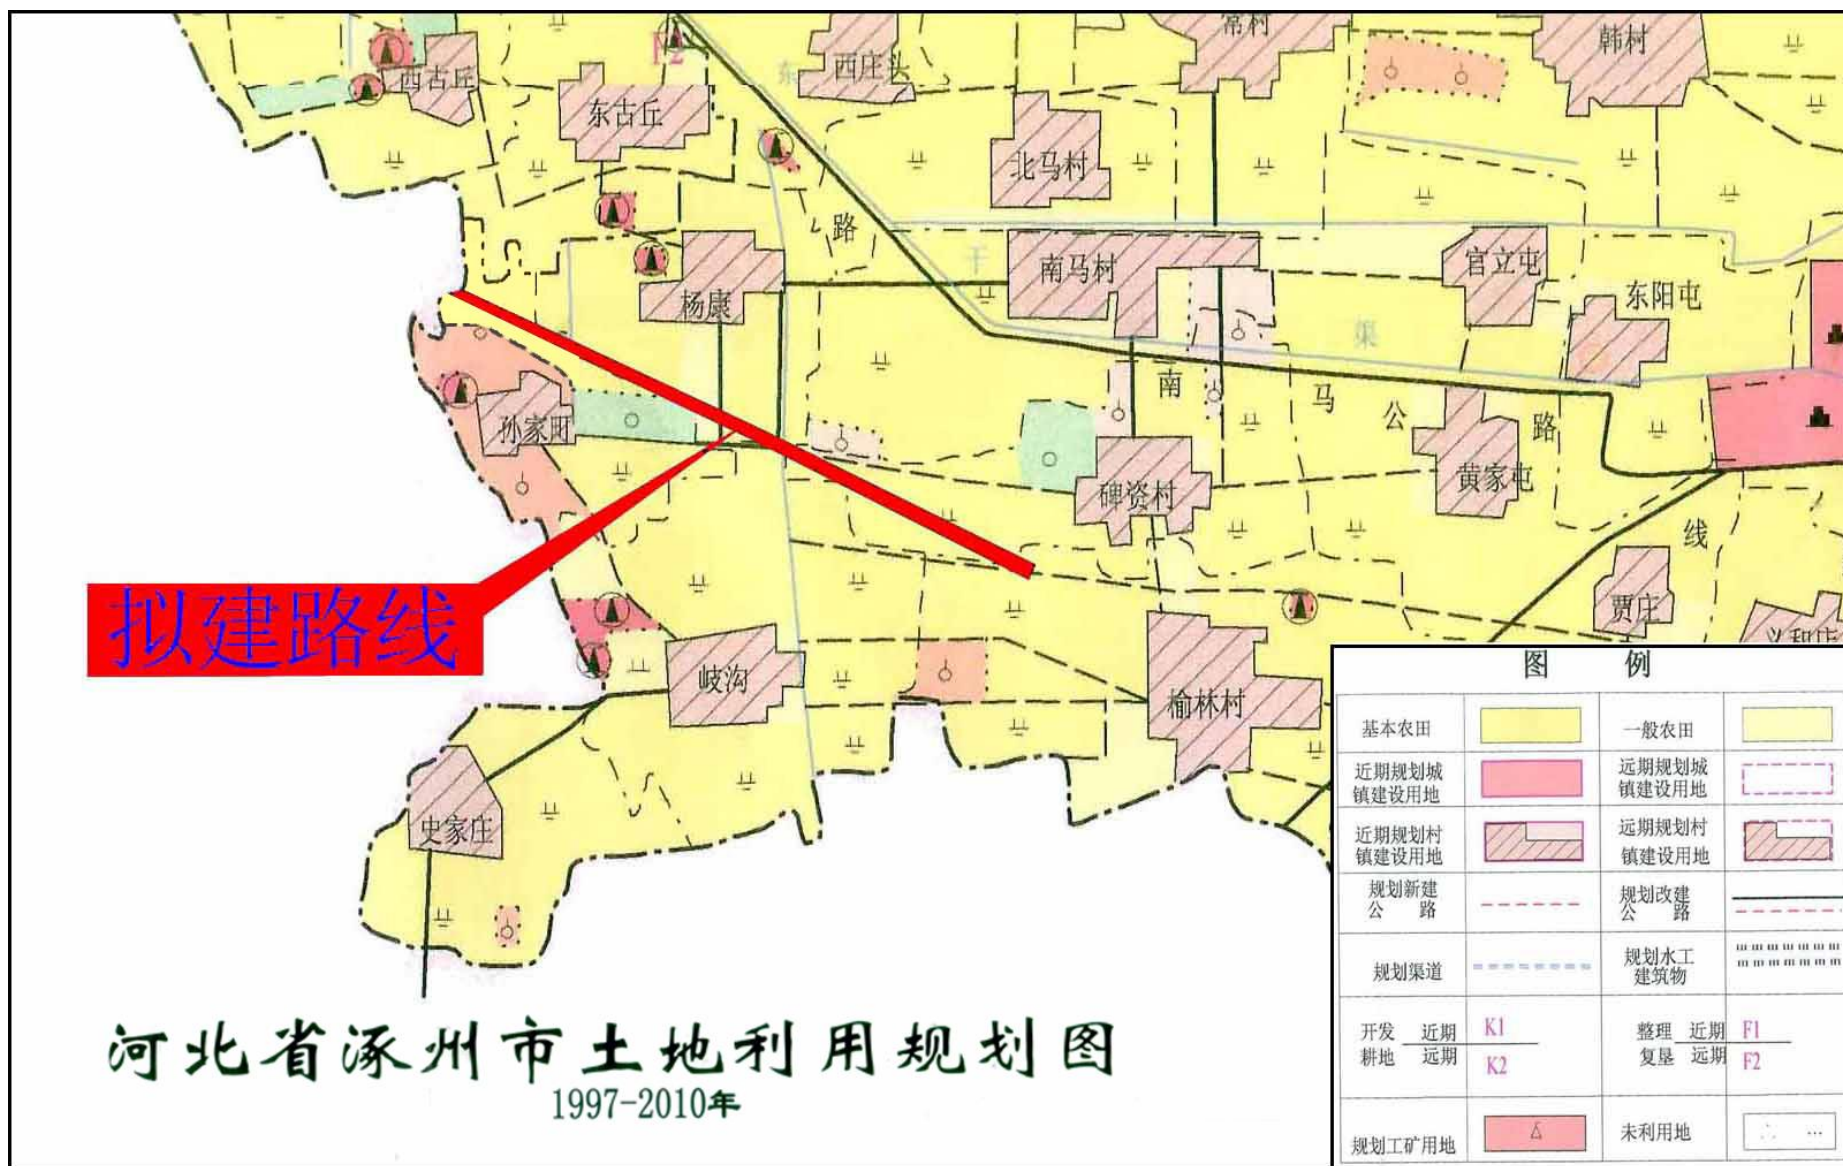 常村
韩村
F2
东
西庄头
西古丘
东古丘
北马村
路
干
南马村
官立屯
东阳屯
杨康
渠
南
马
公
路
孙家町
碑资村
黄家屯
线
拟建路线
贾庄
义和庄
岐沟
榆林村
史家庄
图 例
基本农田
一般农田
近期规划城
镇建设用地
远期规划城
镇建设用地
近期规划村
镇建设用地
远期规划村
镇建设用地
规划新建
公 路
规划改建
公 路
规划渠道
规划水工
建筑物
开发 近期 K1
耕地 远期 K2
整理 近期 F1
复垦 远期 F2
规划工矿用地
未利用地
河北省涿州市土地利用规划图
1997-2010年